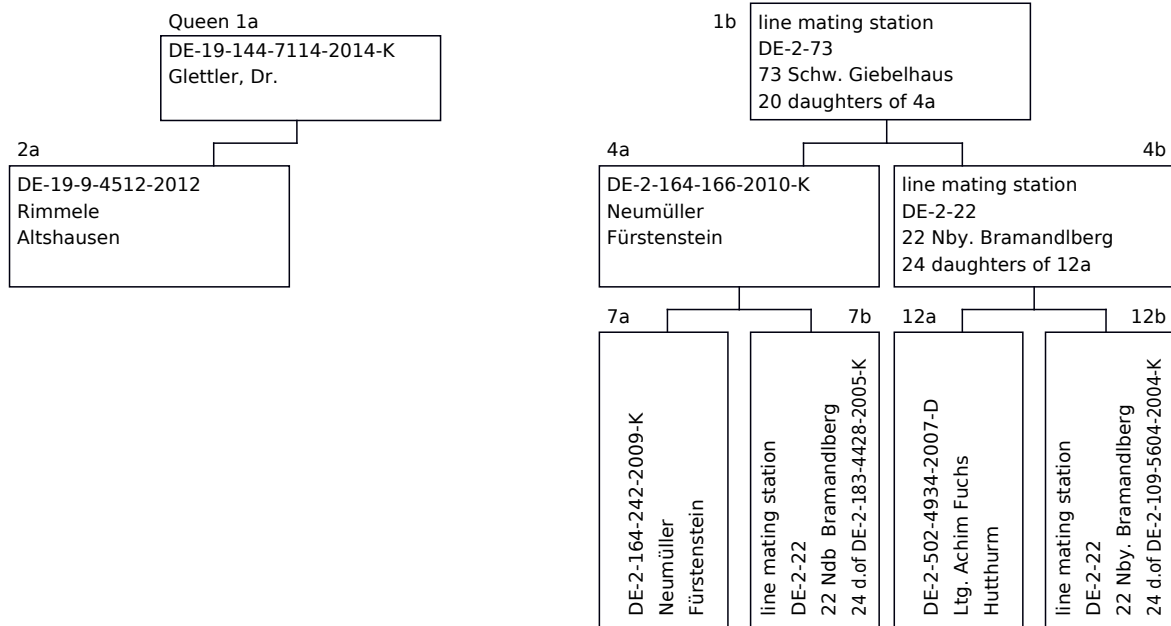 Queen 1a
DE-19-144-7114-2014-K
Glettler, Dr.
1b
line mating station
DE-2-73
73 Schw. Giebelhaus
20 daughters of 4a
2a
DE-19-9-4512-2012
Rimmele
Altshausen
4a
DE-2-164-166-2010-K
Neumüller
Fürstenstein
4b
line mating station
DE-2-22
22 Nby. Bramandlberg
24 daughters of 12a
7a
DE-2-164-242-2009-K
Neumüller
Fürstenstein
7b
line mating station
DE-2-22
22 Ndb Bramandlberg
24 d.of DE-2-183-4428-2005-K
12a
DE-2-502-4934-2007-D
Ltg. Achim Fuchs
Hutthurm
12b
line mating station
DE-2-22
22 Nby. Bramandlberg
24 d.of DE-2-109-5604-2004-K